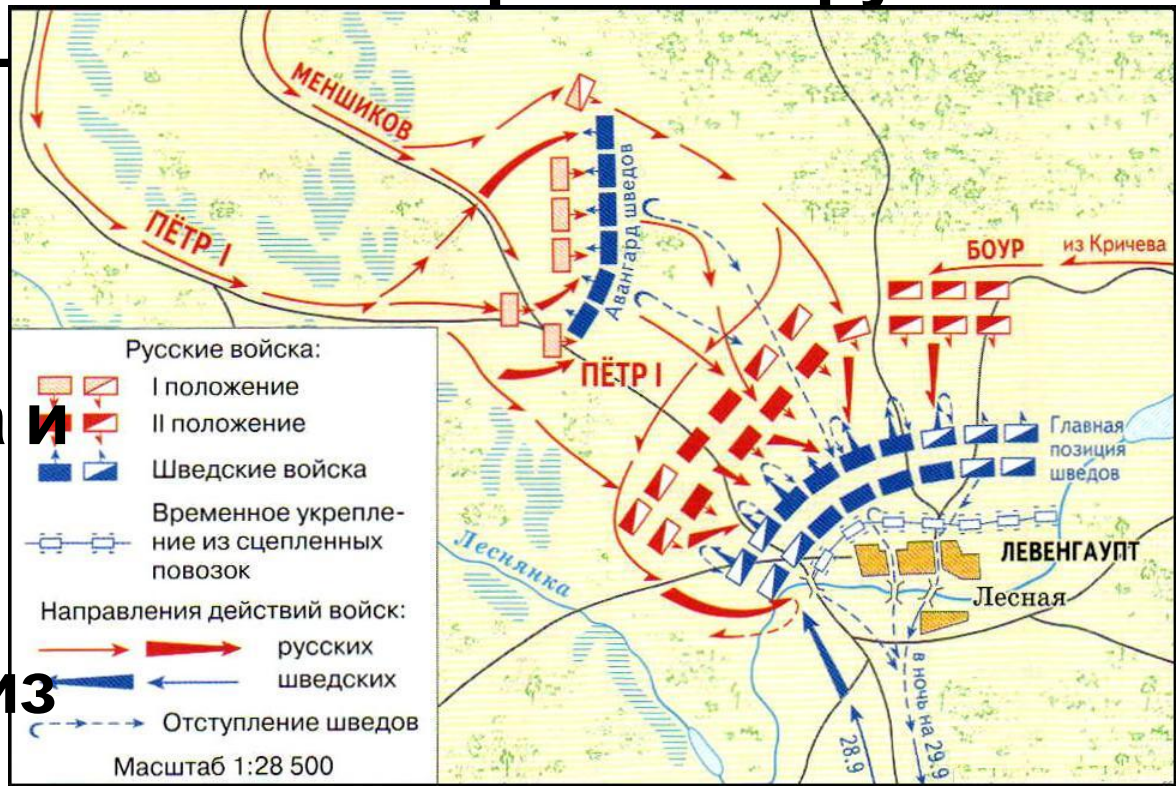 МЕНШИКОВ
ПЁТР I
Авангард шведов
БОУР
из Кричева
ПЁТР I
Главная
позиция
шведов
ЛЕВЕНГАУПТ
Лесная
Леснянка
28.9
в ночь на 29.9
Русские войска:
I положение
II положение
Шведские войска
Временное укрепле-
ние из сцепленных
повозок
Направления действий войск:
русских
шведских
Отступление шведов
Масштаб 1:28 500
а и
из